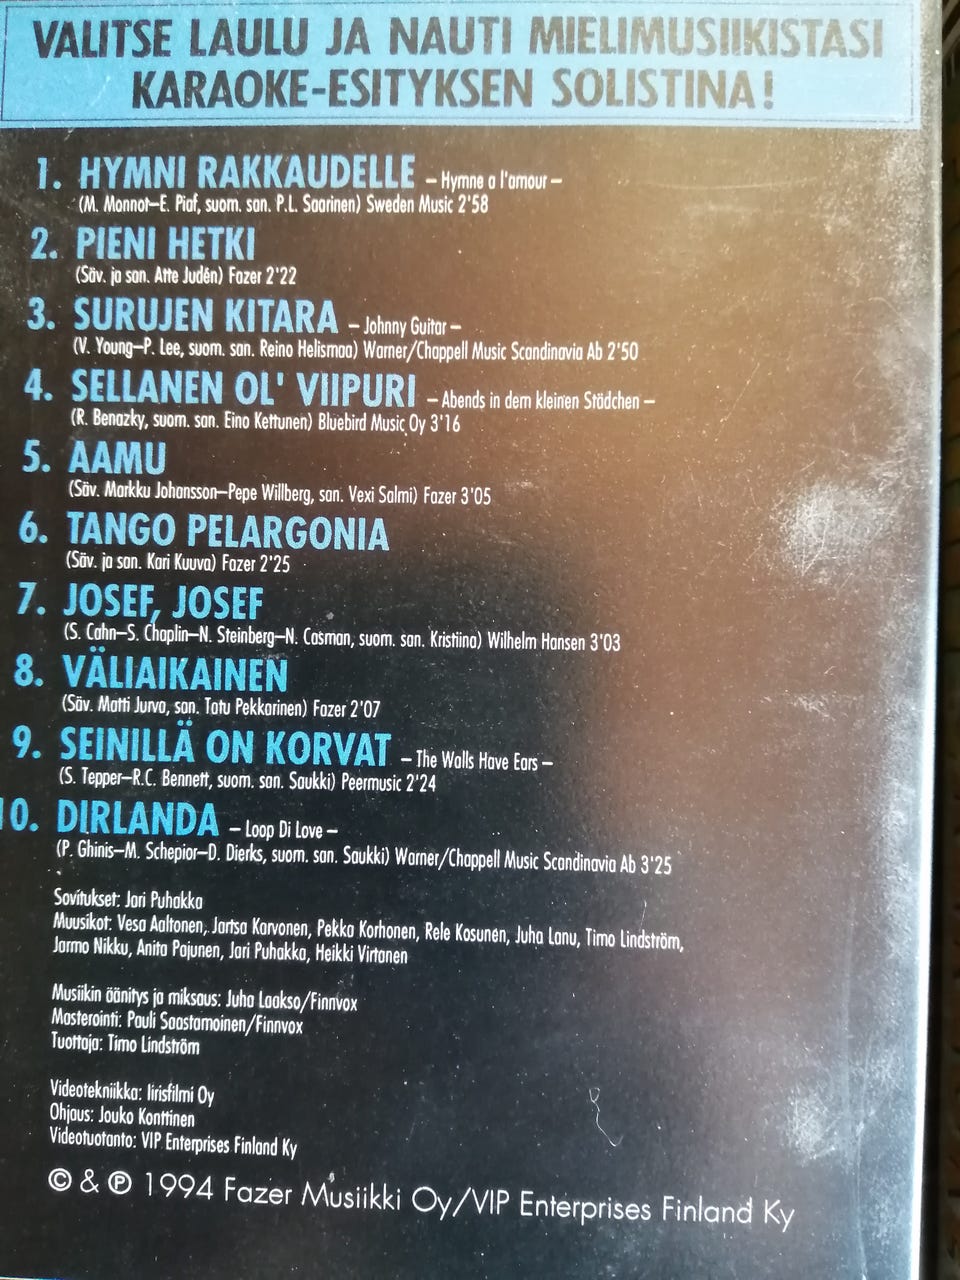 VALITSE LAULU JA NAUTI MIELIMUSIIKISTASI
KARAOKE-ESITYKSEN SOLISTINA!
1. HYMNI RAKKAUDELLE – Hymne a l'amour –
(M. Monnot–E. Piaf, suom. san. P.L. Saarinen) Sweden Music 2'58
2. PIENI HETKI
(Säv. ja san. Atte Judén) Fazer 2'22
3. SURUJEN KITARA – Johnny Guitar –
(V. Young–P. Lee, suom. san. Reino Helismaa) Warner/Chappell Music Scandinavia Ab 2'50
4. SELLANEN OL' VIIPURI – Abends in dem kleinen Städchen –
(R. Benazky, suom. san. Eino Kettunen) Bluebird Music Oy 3'16
5. AAMU
(Säv. Markku Johansson–Pepe Willberg, san. Vexi Salmi) Fazer 3'05
6. TANGO PELARGONIA
(Säv. ja san. Kari Kuuva) Fazer 2'25
7. JOSEF, JOSEF
(S. Cahn–S. Chaplin–N. Steinberg–N. Casman, suom. san. Kristiina) Wilhelm Hansen 3'03
8. VÄLIAIKAINEN
(Säv. Matti Jurva, san. Tatu Pekkarinen) Fazer 2'07
9. SEINILLÄ ON KORVAT – The Walls Have Ears –
(S. Tepper–R.C. Bennett, suom. san. Saukki) Peermusic 2'24
10. DIRLANDA – Loop Di Love –
(P. Ghinis–M. Schepior–D. Dierks, suom. san. Saukki) Warner/Chappell Music Scandinavia Ab 3'25
Sovitukset: Jari Puhakka
Muusikot: Vesa Aaltonen, Jartsa Karvonen, Pekka Korhonen, Rele Kosunen, Juha Lanu, Timo Lindström,
Jarmo Nikku, Anita Pajunen, Jari Puhakka, Heikki Virtanen
Musiikin äänitys ja miksaus: Juha Laakso/Finnvox
Masterointi: Pauli Saastamoinen/Finnvox
Tuottaja: Timo Lindström
Videotekniikka: Iirisfilmi Oy
Ohjaus: Jouko Konttinen
Videotuotanto: VIP Enterprises Finland Ky
© & ℗ 1994 Fazer Musiikki Oy/VIP Enterprises Finland Ky